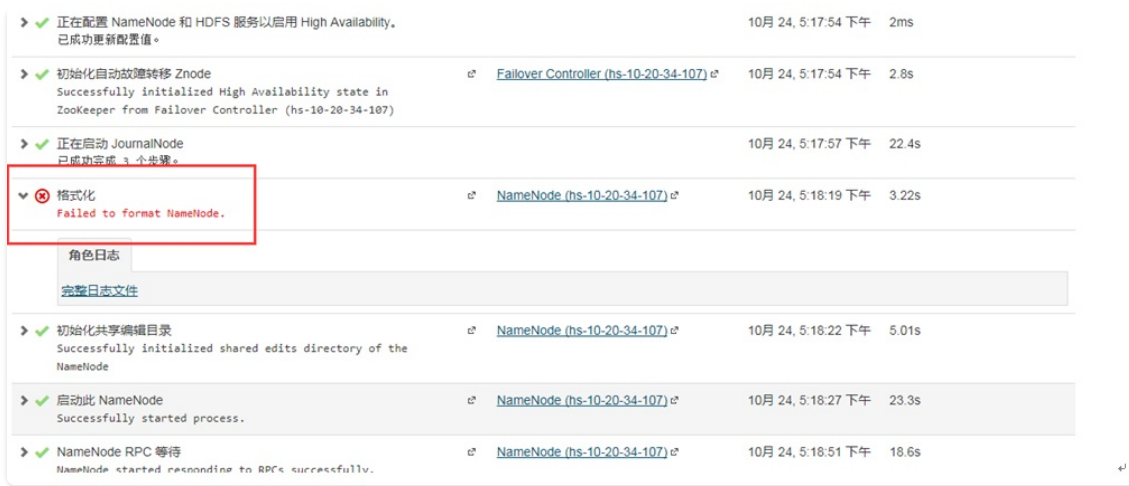 正在配置 NameNode 和 HDFS 服务以启用 High Availability。 10月 24, 5:17:54 下午 2ms
已成功更新配置值。
初始化自动故障转移 Znode Failover Controller (hs-10-20-34-107) 10月 24, 5:17:54 下午 2.8s
Successfully initialized High Availability state in
ZooKeeper from Failover Controller (hs-10-20-34-107)
正在启动 JournalNode 10月 24, 5:17:57 下午 22.4s
已成功完成 3 个步骤。
格式化 NameNode (hs-10-20-34-107) 10月 24, 5:18:19 下午 3.22s
Failed to format NameNode.
角色日志
完整日志文件
初始化共享编辑目录 NameNode (hs-10-20-34-107) 10月 24, 5:18:22 下午 5.01s
Successfully initialized shared edits directory of the
NameNode
启动此 NameNode NameNode (hs-10-20-34-107) 10月 24, 5:18:27 下午 23.3s
Successfully started process.
NameNode RPC 等待 NameNode (hs-10-20-34-107) 10月 24, 5:18:51 下午 18.6s
NameNode started responding to RPCs successfully.